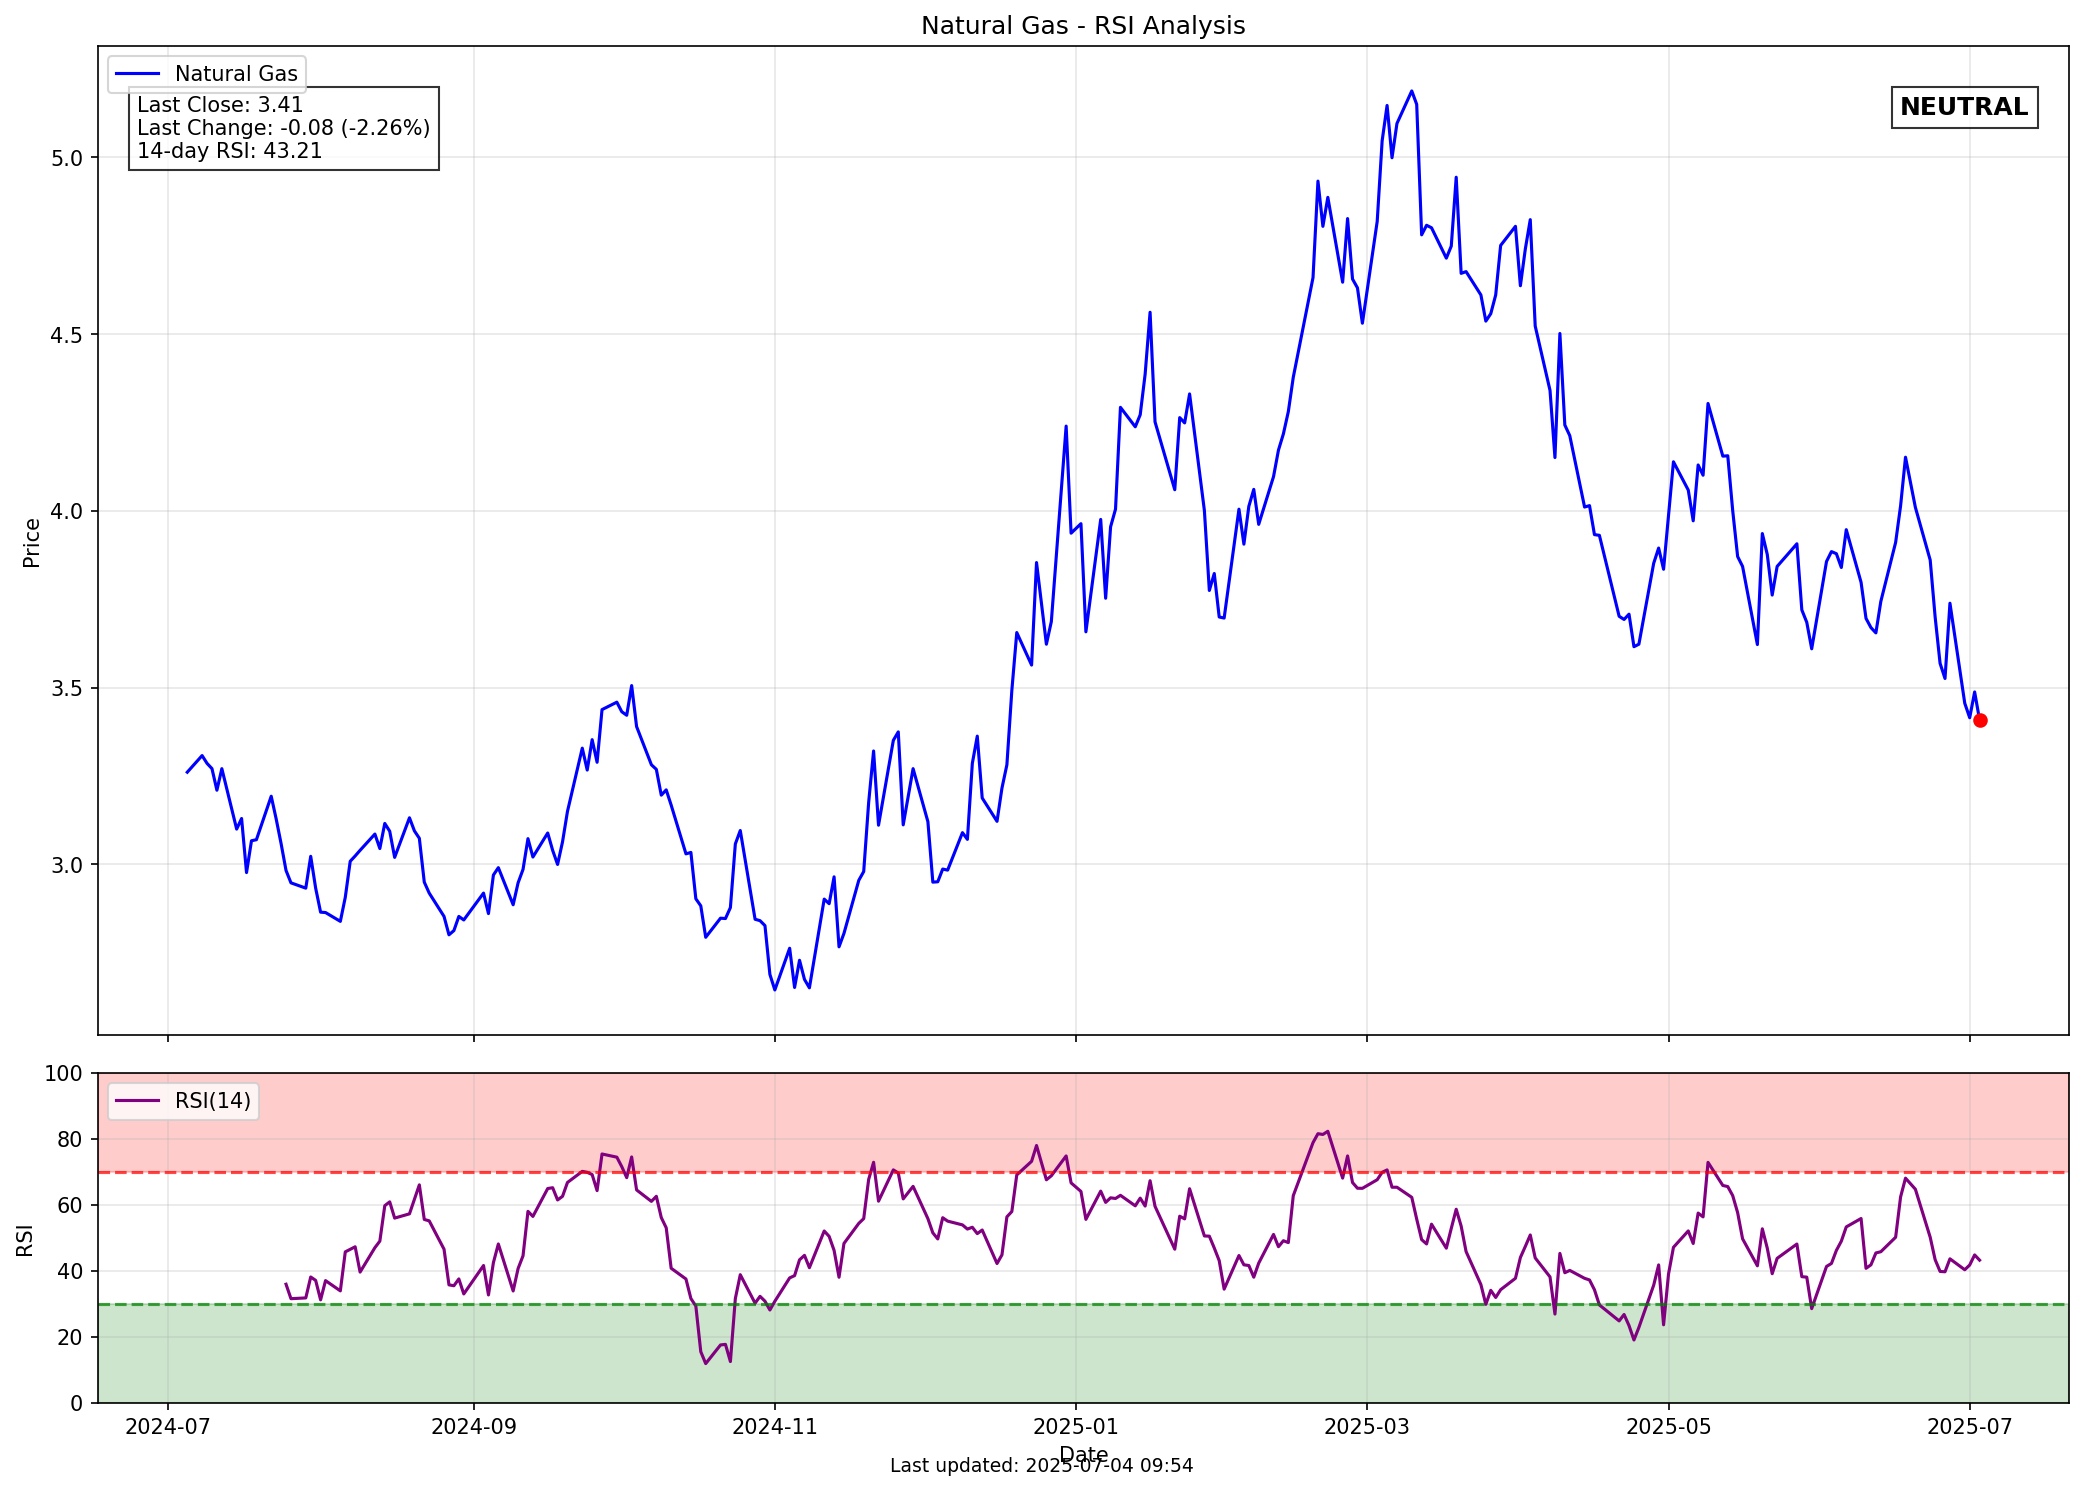 Natural Gas - RSI Analysis
Natural Gas
Last Close: 3.41
Last Change: -0.08 (-2.26%)
14-day RSI: 43.21
NEUTRAL
Price
5.0
4.5
4.0
3.5
3.0
RSI(14)
RSI
100
80
60
40
20
0
2024-07 2024-09 2024-11 2025-01 2025-03 2025-05 2025-07
Date
Last updated: 2025-07-04 09:54